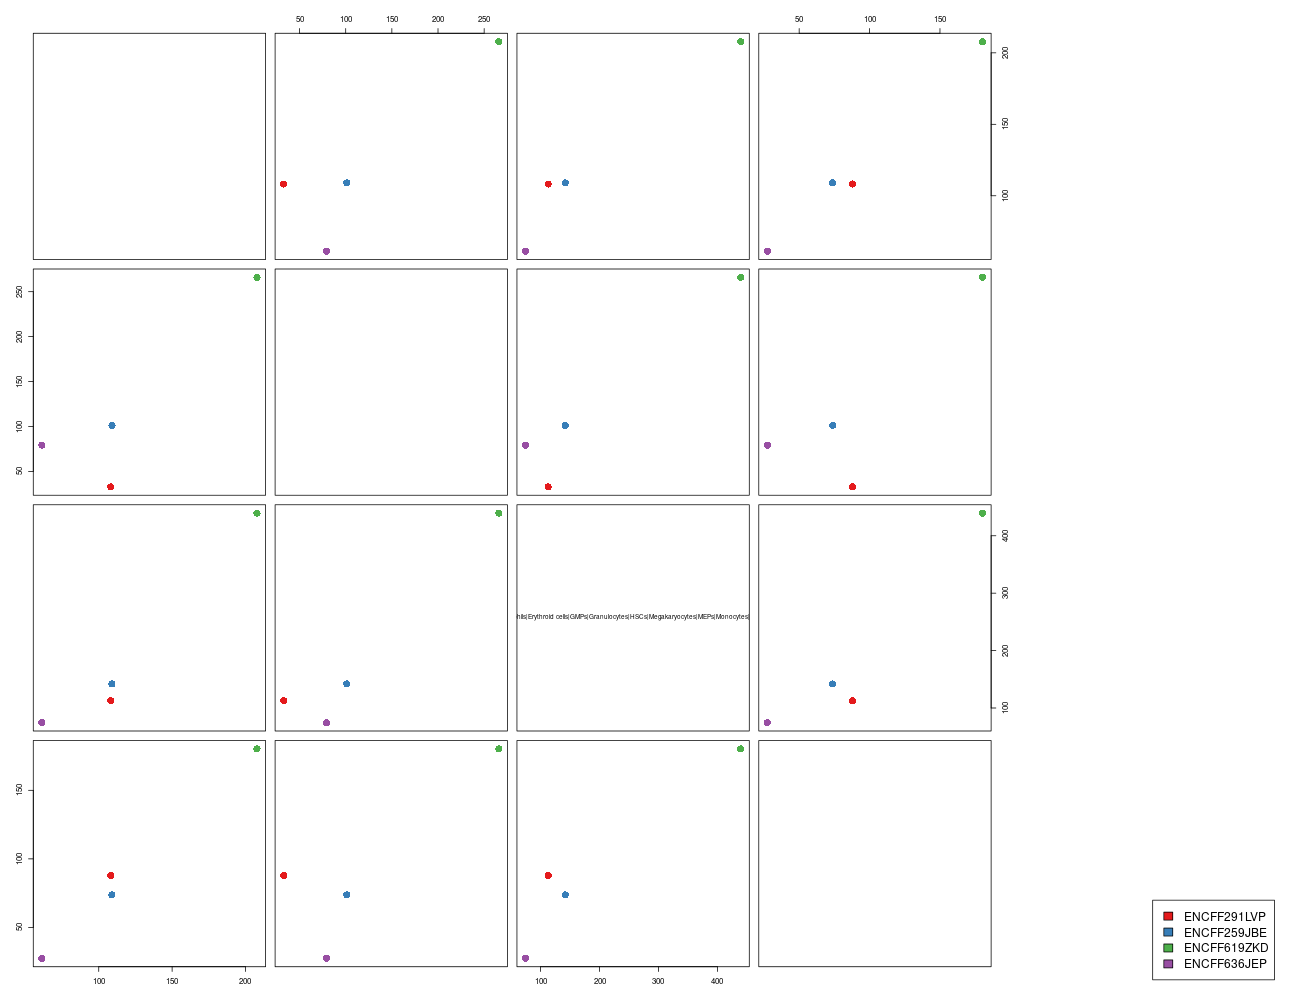 50 100 150 200 250
50 100 150
200
150
100
250
200
150
100
50
400
300
200
100
hils|Erythroid cells|GMPs|Granulocytes|HSCs|Megakaryocytes|MEPs|Monocytes|
150
100
50
100 150 200
100 200 300 400
ENCFF291LVP
ENCFF259JBE
ENCFF619ZKD
ENCFF636JEP